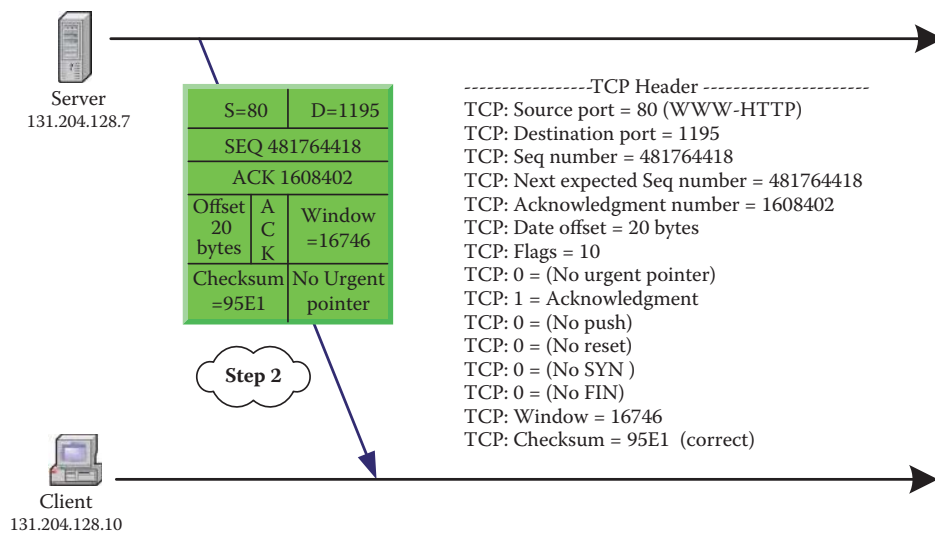 Server
131.204.128.7
S=80 D=1195
SEQ 481764418
ACK 1608402
Offset
20
bytes
A
C
K
Window
=16746
Checksum
=95E1
No Urgent
pointer
Step 2
Client
131.204.128.10
-----------------TCP Header ----------------------
TCP: Source port = 80 (WWW-HTTP)
TCP: Destination port = 1195
TCP: Seq number = 481764418
TCP: Next expected Seq number = 481764418
TCP: Acknowledgment number = 1608402
TCP: Date offset = 20 bytes
TCP: Flags = 10
TCP: 0 = (No urgent pointer)
TCP: 1 = Acknowledgment
TCP: 0 = (No push)
TCP: 0 = (No reset)
TCP: 0 = (No SYN )
TCP: 0 = (No FIN)
TCP: Window = 16746
TCP: Checksum = 95E1 (correct)